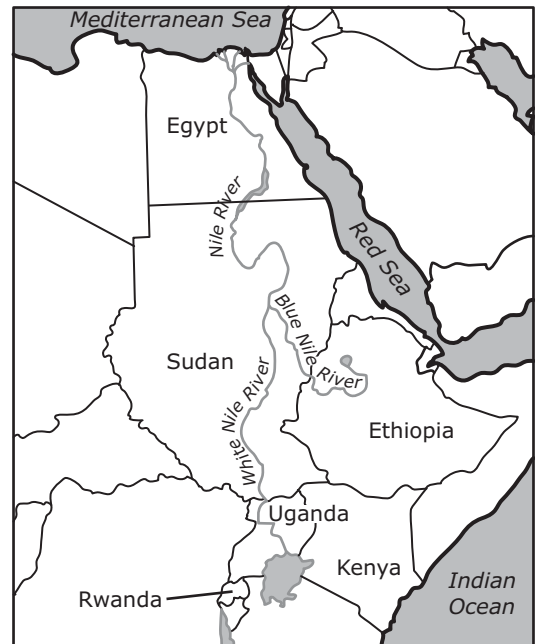 Mediterranean Sea
Egypt
Nile River
Red Sea
Blue Nile River
Sudan
White Nile River
Ethiopia
Uganda
Kenya
Rwanda
Indian
Ocean